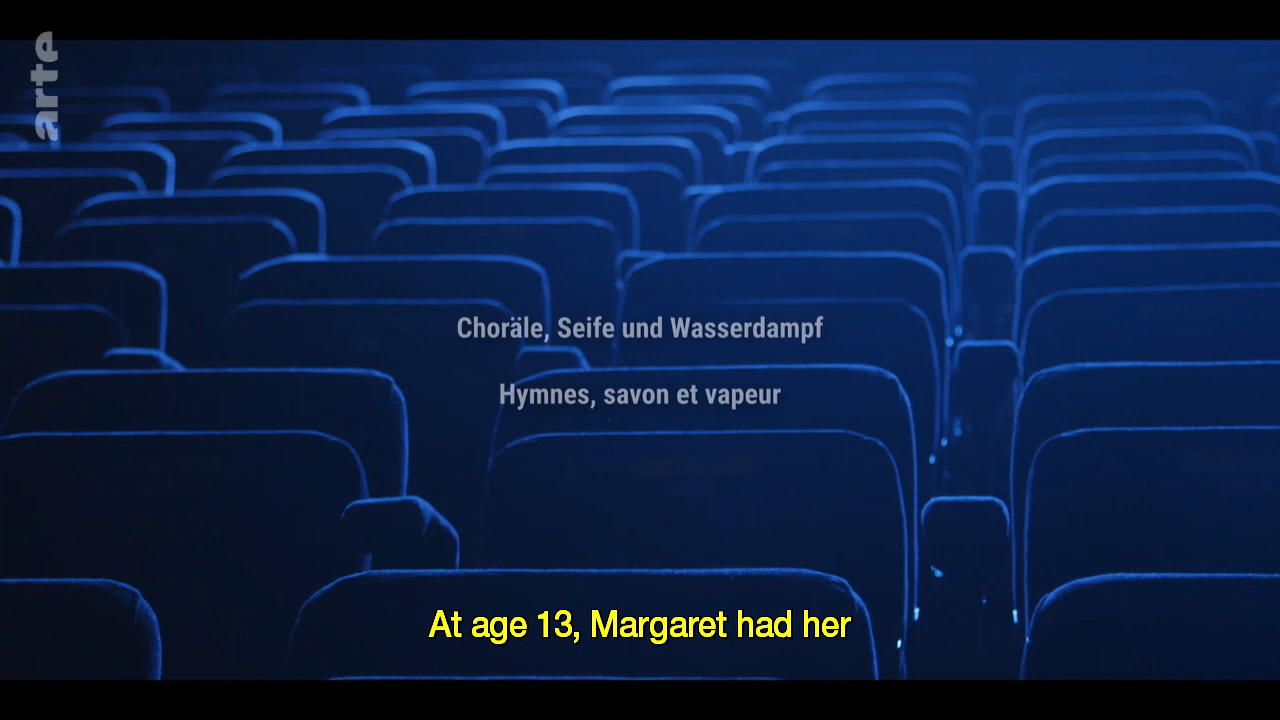 arte
Choräle, Seife und Wasserdampf
Hymnes, savon et vapeur
At age 13, Margaret had her